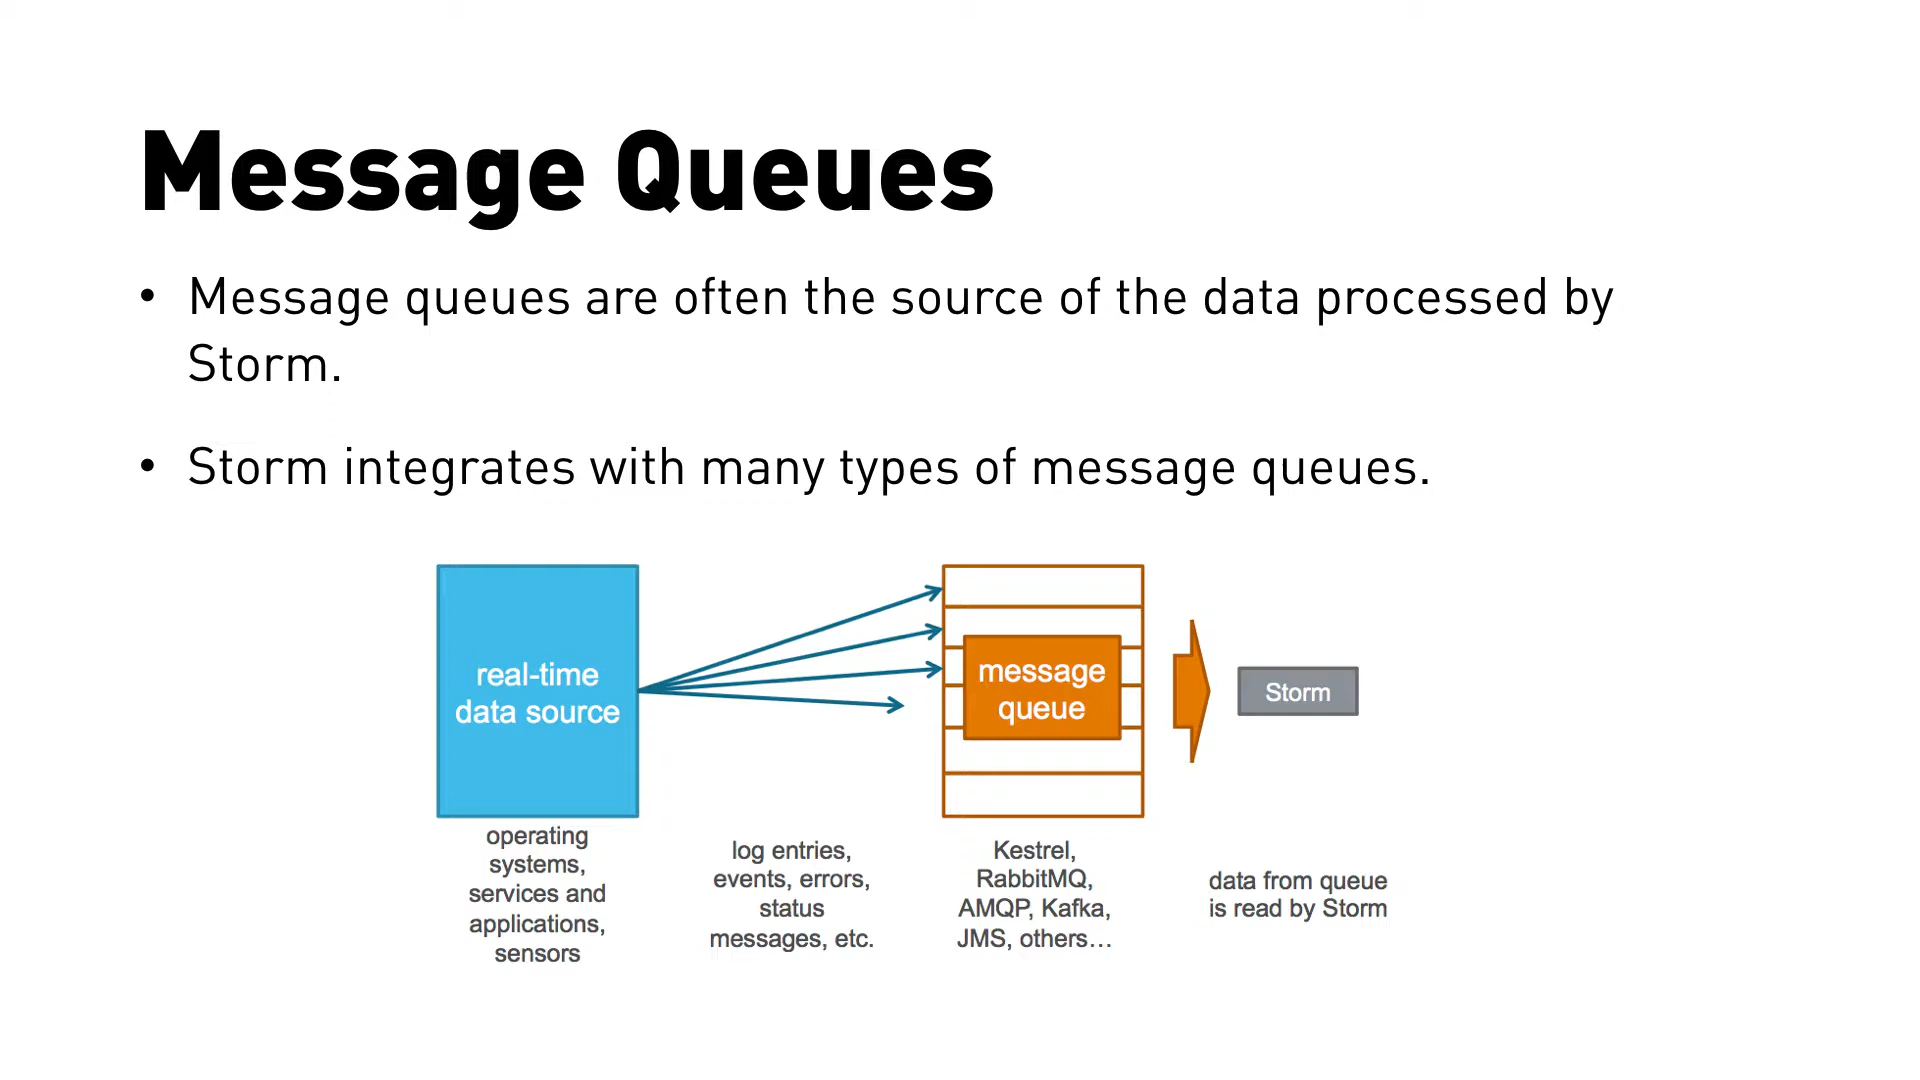 Message Queues
• Message queues are often the source of the data processed by
Storm.
• Storm integrates with many types of message queues.
real-time
data source
message
queue
Storm
operating
systems,
services and
applications,
sensors
log entries,
events, errors,
status
messages, etc.
Kestrel,
RabbitMQ,
AMQP, Kafka,
JMS, others…
data from queue
is read by Storm